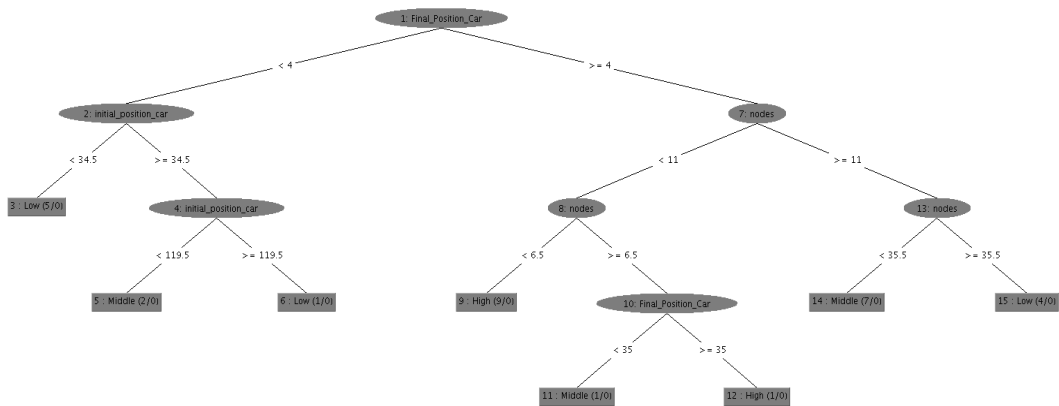 1: Final_Position_Car
< 4
>= 4
2: initial_position_car
7: nodes
< 34.5
>= 34.5
< 11
>= 11
3 : Low (5/0)
4: initial_position_car
8: nodes
13: nodes
< 119.5
>= 119.5
< 6.5
>= 6.5
< 35.5
>= 35.5
5 : Middle (2/0)
6 : Low (1/0)
9 : High (9/0)
10: Final_Position_Car
14 : Middle (7/0)
15 : Low (4/0)
< 35
>= 35
11 : Middle (1/0)
12 : High (1/0)